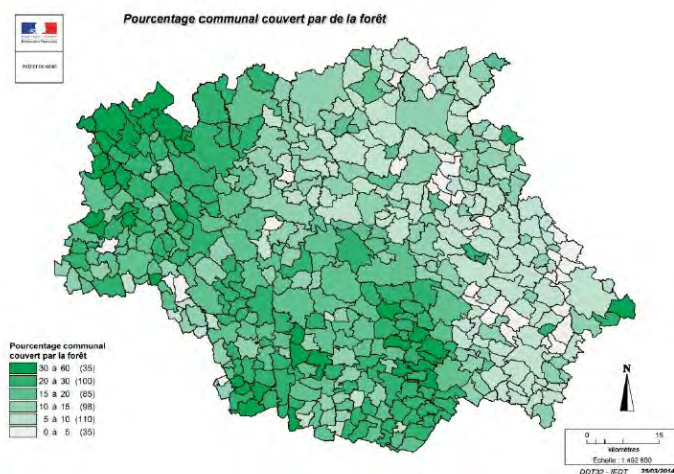 Pourcentage communal couvert par de la forêt
PRÉFET DU GERS
Pourcentage communal
couvert par la forêt
30 à 60 (35)
20 à 30 (100)
15 à 20 (85)
10 à 15 (98)
5 à 10 (110)
0 à 5 (35)
N
0 15
kilomètres
Echelle : 1:492 600
DDT32 - IEDT 25/03/2014